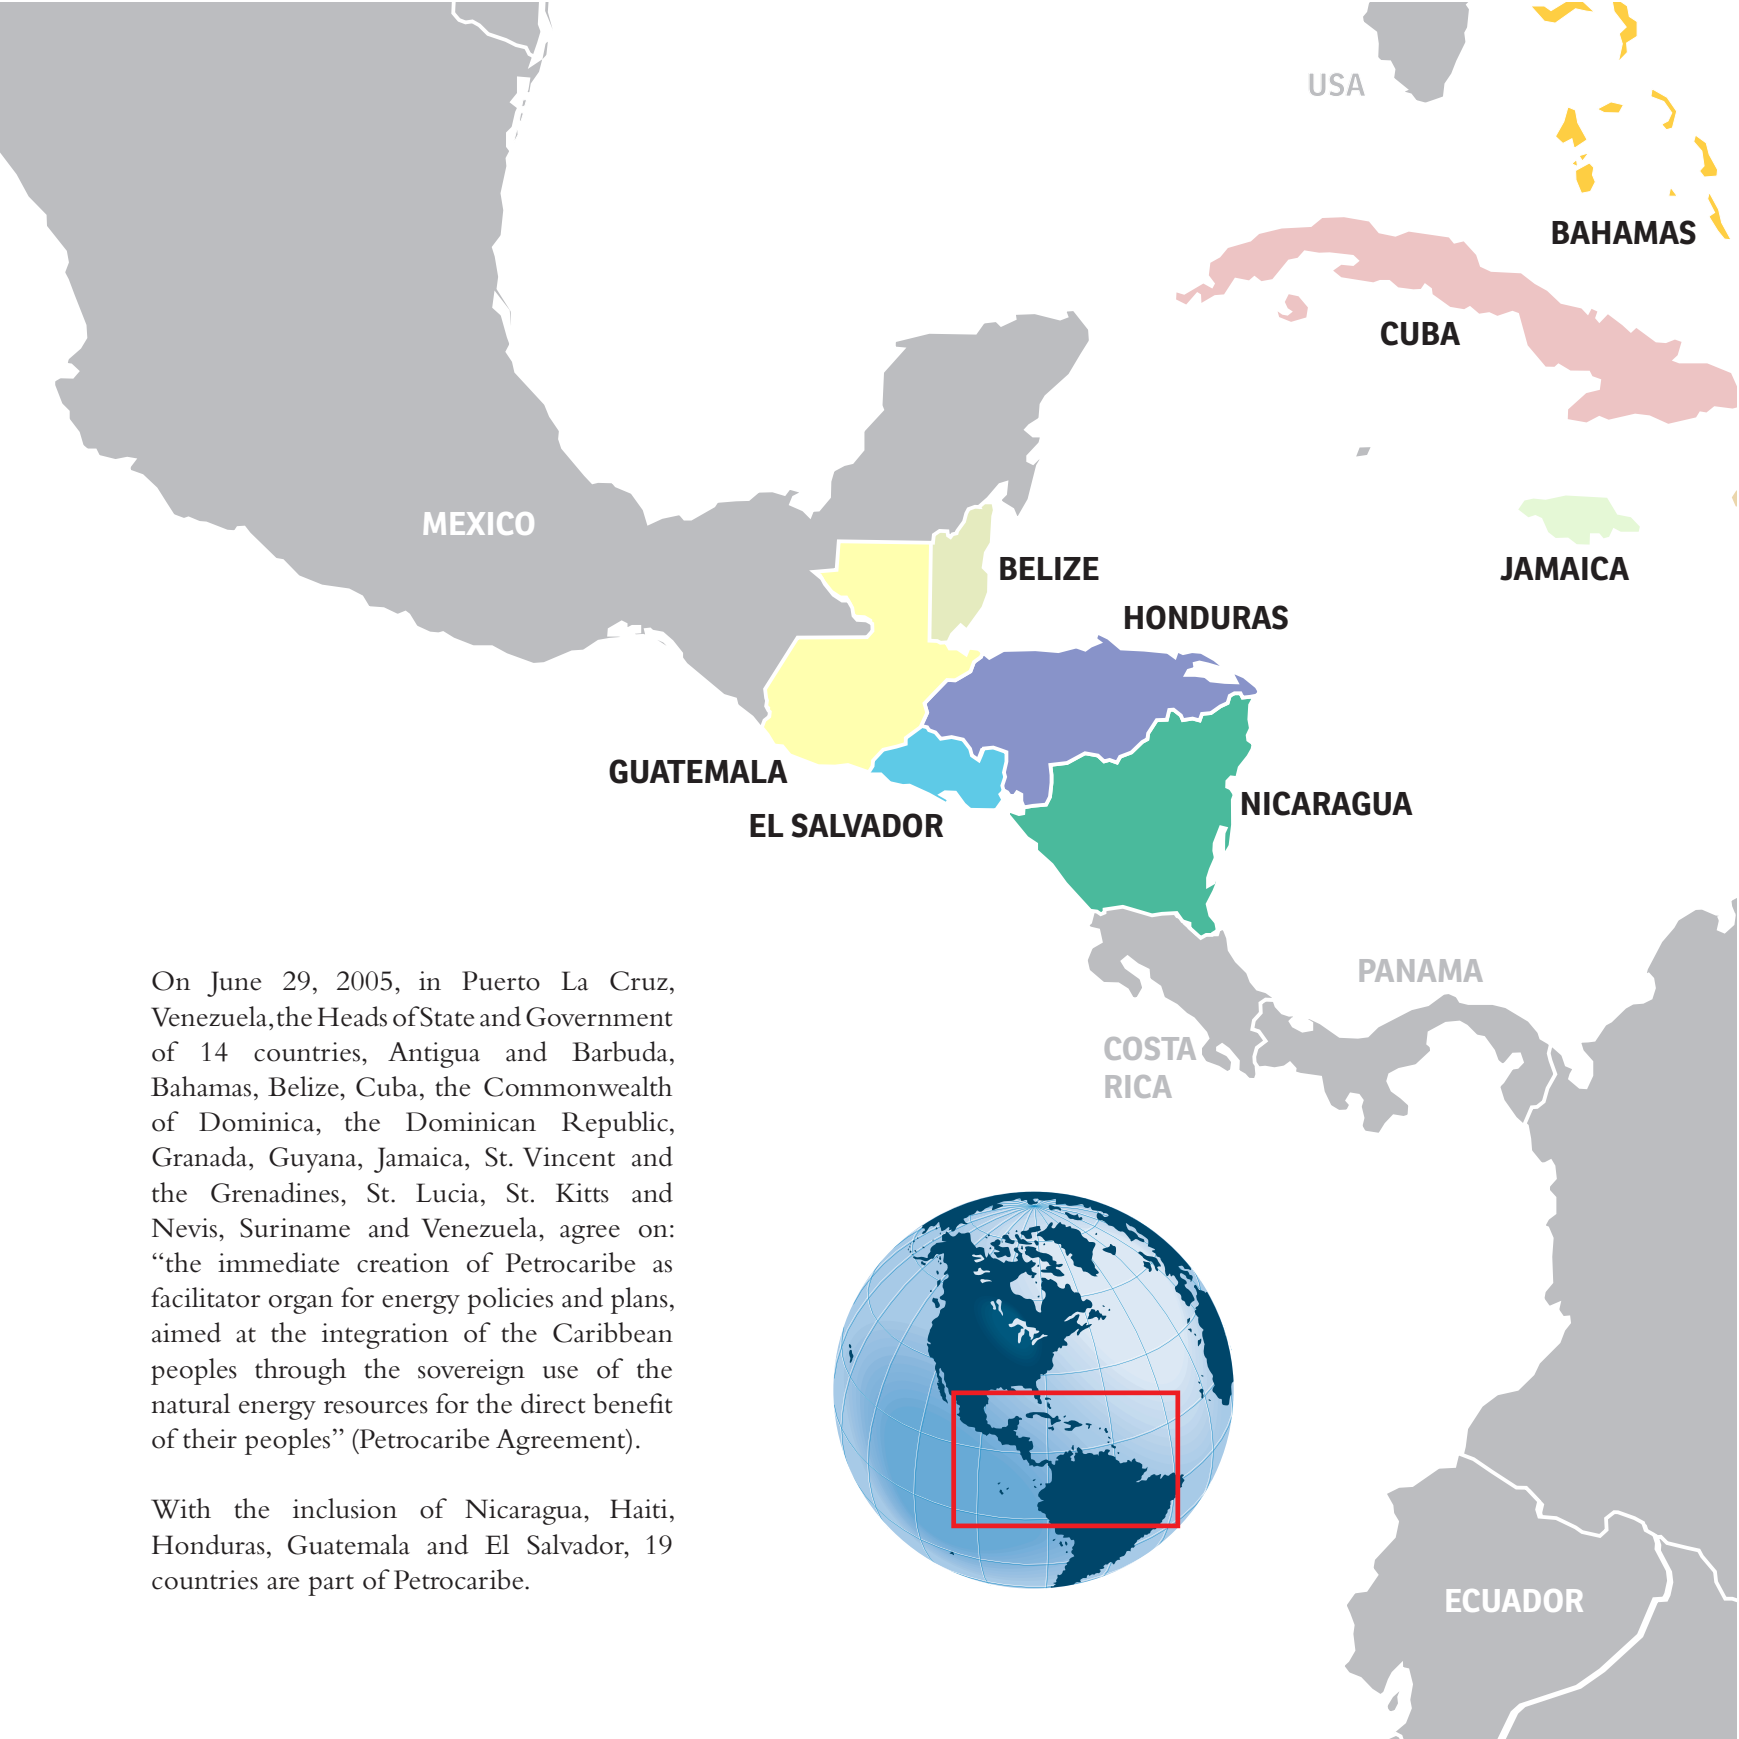 USA
BAHAMAS
CUBA
MEXICO
BELIZE
JAMAICA
HONDURAS
GUATEMALA
NICARAGUA
EL SALVADOR
PANAMA
COSTA
RICA
ECUADOR
On June 29, 2005, in Puerto La Cruz,
Venezuela,the Heads of State and Government
of 14 countries, Antigua and Barbuda,
Bahamas, Belize, Cuba, the Commonwealth
of Dominica, the Dominican Republic,
Granada, Guyana, Jamaica, St. Vincent and
the Grenadines, St. Lucia, St. Kitts and
Nevis, Suriname and Venezuela, agree on:
“the immediate creation of Petrocaribe as
facilitator organ for energy policies and plans,
aimed at the integration of the Caribbean
peoples through the sovereign use of the
natural energy resources for the direct benefit
of their peoples” (Petrocaribe Agreement).
With the inclusion of Nicaragua, Haiti,
Honduras, Guatemala and El Salvador, 19
countries are part of Petrocaribe.